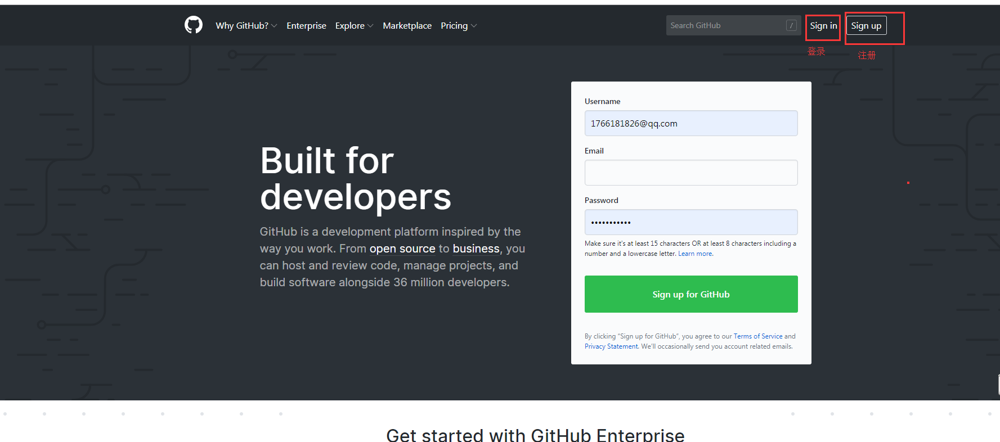 Why GitHub? Enterprise Explore Marketplace Pricing Search GitHub / Sign in Sign up
登录 注册
Built for
developers
GitHub is a development platform inspired by the
way you work. From open source to business, you
can host and review code, manage projects, and
build software alongside 36 million developers.
Username
1766181826@qq.com
Email
Password
•••••••••••
Make sure it's at least 15 characters OR at least 8 characters including a
number and a lowercase letter. Learn more.
Sign up for GitHub
By clicking “Sign up for GitHub”, you agree to our Terms of Service and
Privacy Statement. We’ll occasionally send you account related emails.
Get started with GitHub Enterprise